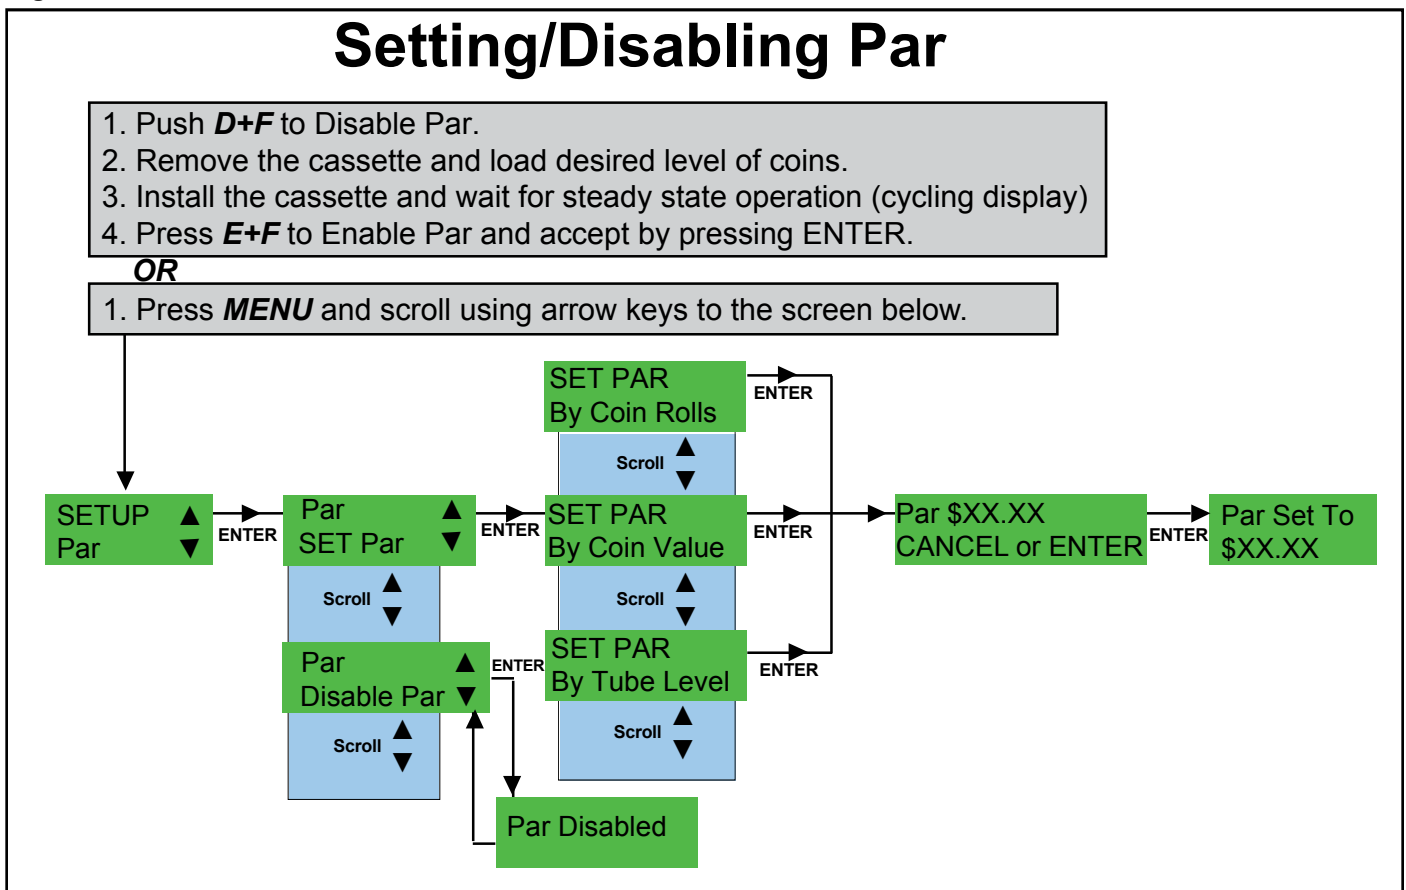 Setting/Disabling Par
1. Push D+F to Disable Par.
2. Remove the cassette and load desired level of coins.
3. Install the cassette and wait for steady state operation (cycling display)
4. Press E+F to Enable Par and accept by pressing ENTER.
OR
1. Press MENU and scroll using arrow keys to the screen below.
SET PAR
By Coin Rolls
ENTER
Scroll
SETUP
Par
ENTER
Par
SET Par
ENTER
SET PAR
By Coin Value
ENTER
Par $XX.XX
CANCEL or ENTER
ENTER
Par Set To
$XX.XX
Scroll
Scroll
Par
Disable Par
ENTER
SET PAR
By Tube Level
ENTER
Scroll
Scroll
Par Disabled